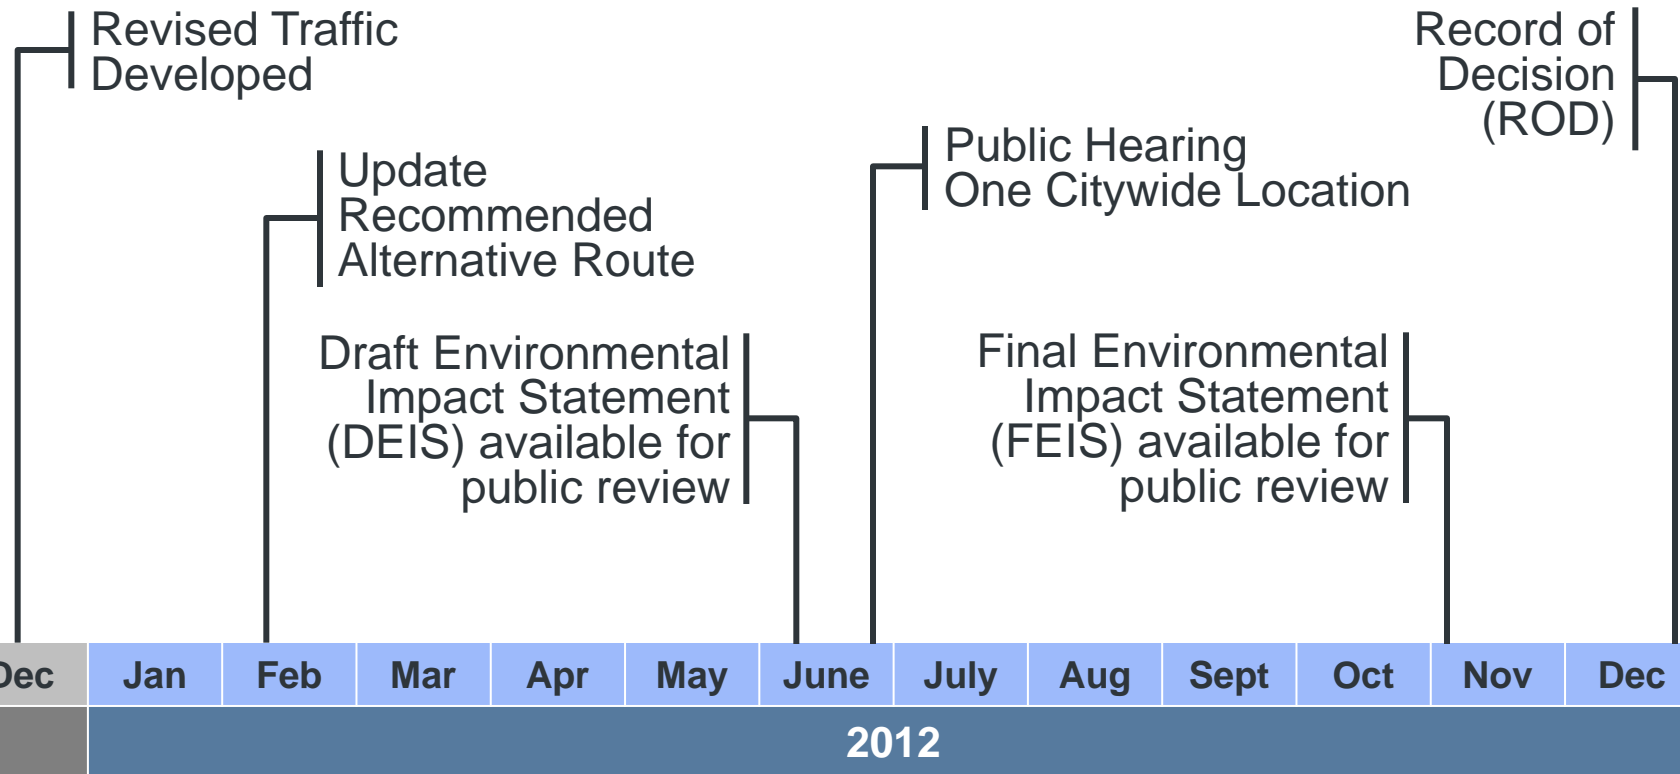 Revised Traffic
Developed
Update
Recommended
Alternative Route
Draft Environmental
Impact Statement
(DEIS) available for
public review
Public Hearing
One Citywide Location
Final Environmental
Impact Statement
(FEIS) available for
public review
Record of
Decision
(ROD)
Dec Jan Feb Mar Apr May June July Aug Sept Oct Nov Dec
2012